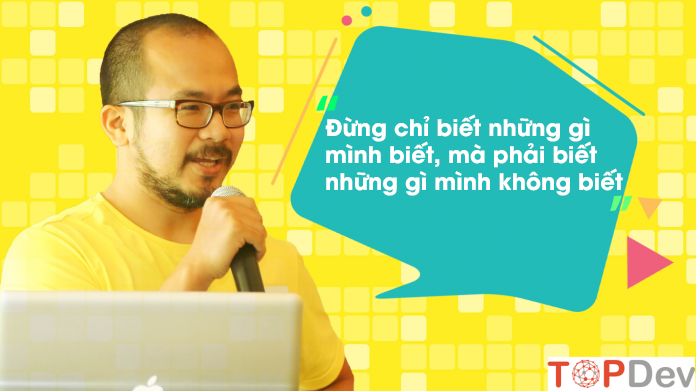 Đừng chỉ biết những gì
mình biết, mà phải biết
những gì mình không biết
TOPDev